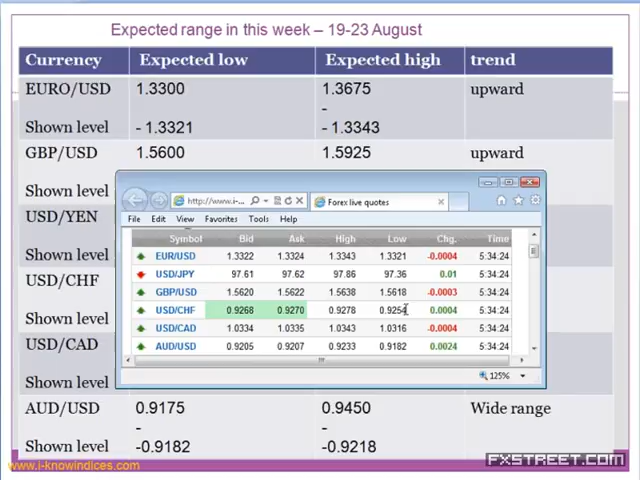 Expected range in this week – 19-23 August
Currency Expected low Expected high trend
EURO/USD 1.3300 1.3675 upward
-
Shown level - 1.3321 - 1.3343
GBP/USD 1.5600 1.5925 upward
Shown level
USD/YEN
Shown level
USD/CHF
Shown level
USD/CAD
Shown level
http://www.i-... Forex live quotes
File Edit View Favorites Tools Help
Symbol Bid Ask High Low Chg. Time
EUR/USD 1.3322 1.3324 1.3343 1.3321 -0.0004 5:34:24
USD/JPY 97.61 97.62 97.86 97.36 0.01 5:34:24
GBP/USD 1.5620 1.5622 1.5638 1.5618 -0.0003 5:34:24
USD/CHF 0.9268 0.9270 0.9278 0.9254 0.0004 5:34:24
USD/CAD 1.0334 1.0335 1.0343 1.0316 -0.0004 5:34:24
AUD/USD 0.9205 0.9207 0.9233 0.9182 0.0024 5:34:24
125%
AUD/USD 0.9175 0.9450 Wide range
- -
Shown level -0.9182 -0.9218
www.i-knowindices.com
FXSTREET.COM